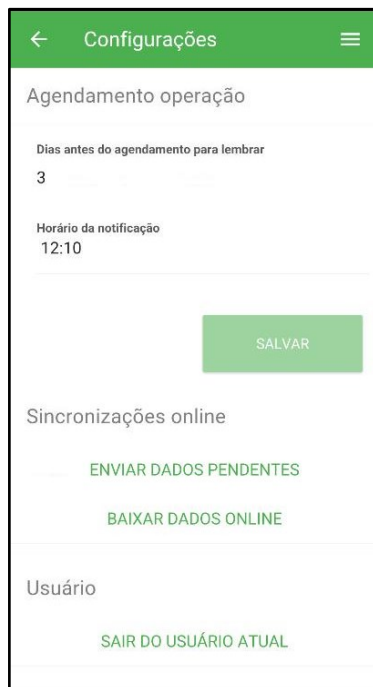 Configurações
Agendamento operação
Dias antes do agendamento para lembrar
3
Horário da notificação
12:10
SALVAR
Sincronizações online
ENVIAR DADOS PENDENTES
BAIXAR DADOS ONLINE
Usuário
SAIR DO USUÁRIO ATUAL